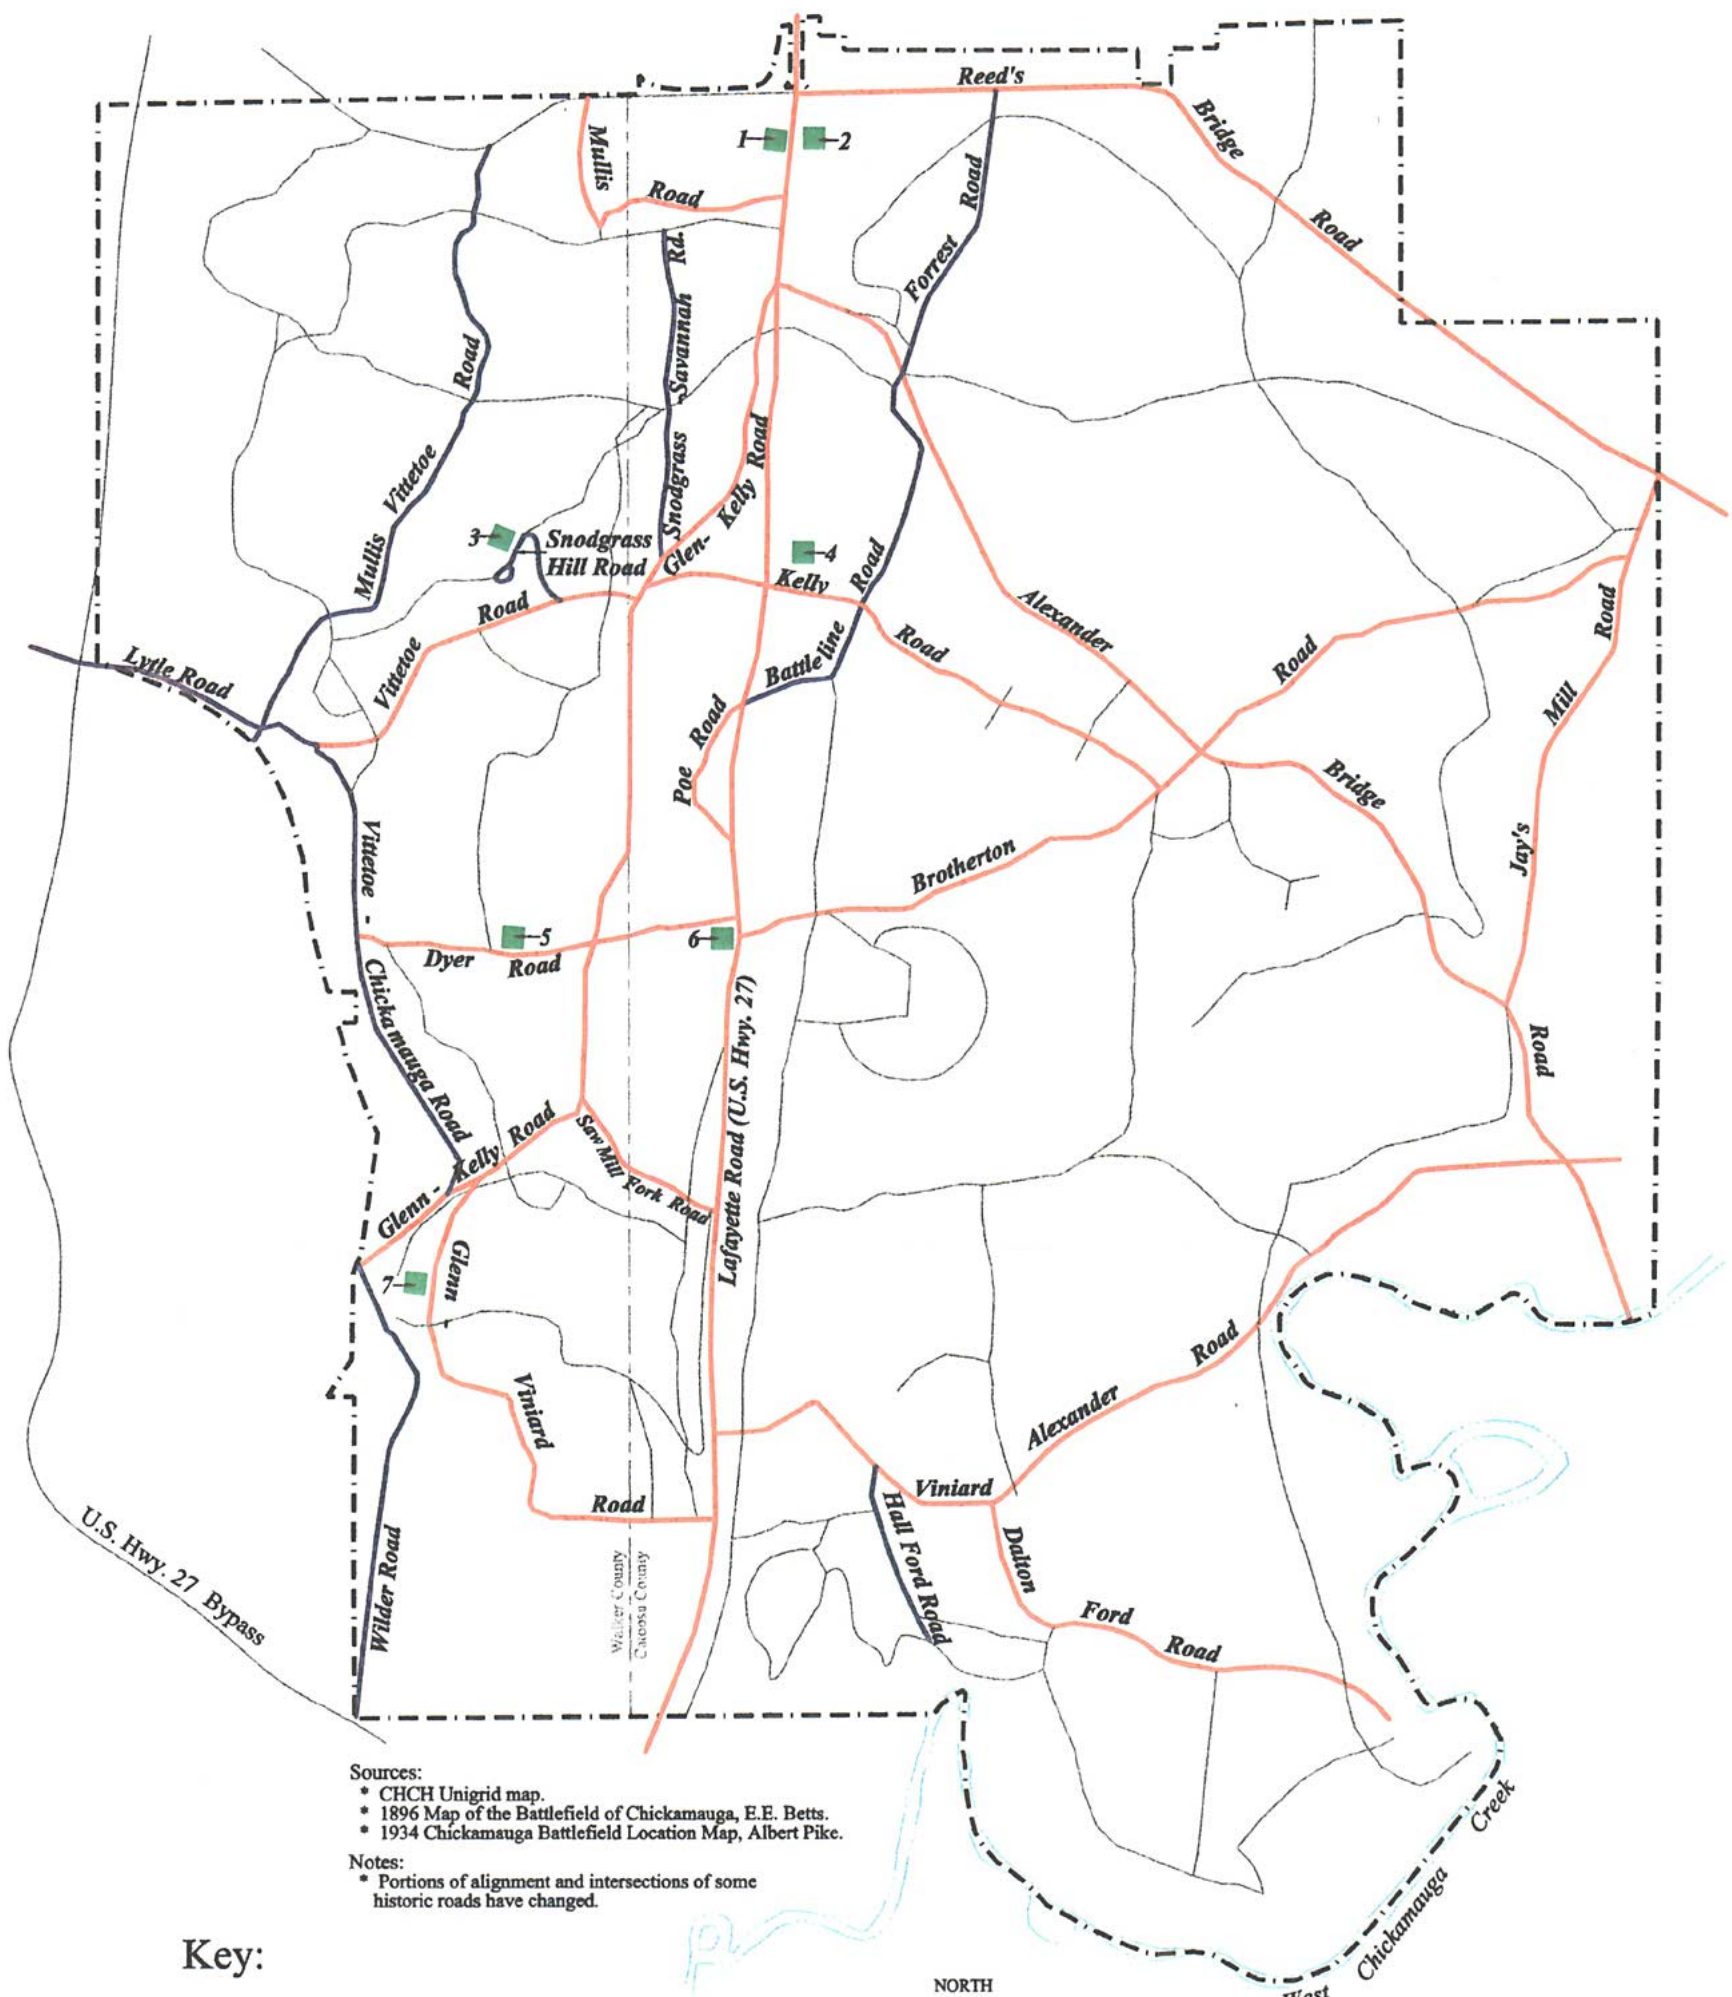 Reed's
Bridge
Road
1
2
Mullis
Road
Forrest
Road
Snodgrass - Savannah Rd.
Mullis Vittetoe Road
Glen- Kelly Road
3
Snodgrass
Hill Road
4
Kelly
Road
Battleline Road
Alexander
Bridge
Road
Vittetoe Road
Lytle Road
Poe Road
Brotherton
Road
Jay's Mill Road
Vittetoe - Chickamauga Road
5
6
Dyer Road
Lafayette Road (U.S. Hwy. 27)
Glenn - Kelly Road
Saw Mill Fork Road
7
Glenn -
Viniard
Road
Alexander Road
Viniard
Hall Ford Road
Dalton
Ford
Road
Wilder Road
U.S. Hwy. 27 Bypass
Walker County
Catoosa County
Sources:
* CHCH Unigrid map.
* 1896 Map of the Battlefield of Chickamauga, E.E. Betts.
* 1934 Chickamauga Battlefield Location Map, Albert Pike.
Notes:
* Portions of alignment and intersections of some
historic roads have changed.
Key:
NORTH
West Chickamauga Creek